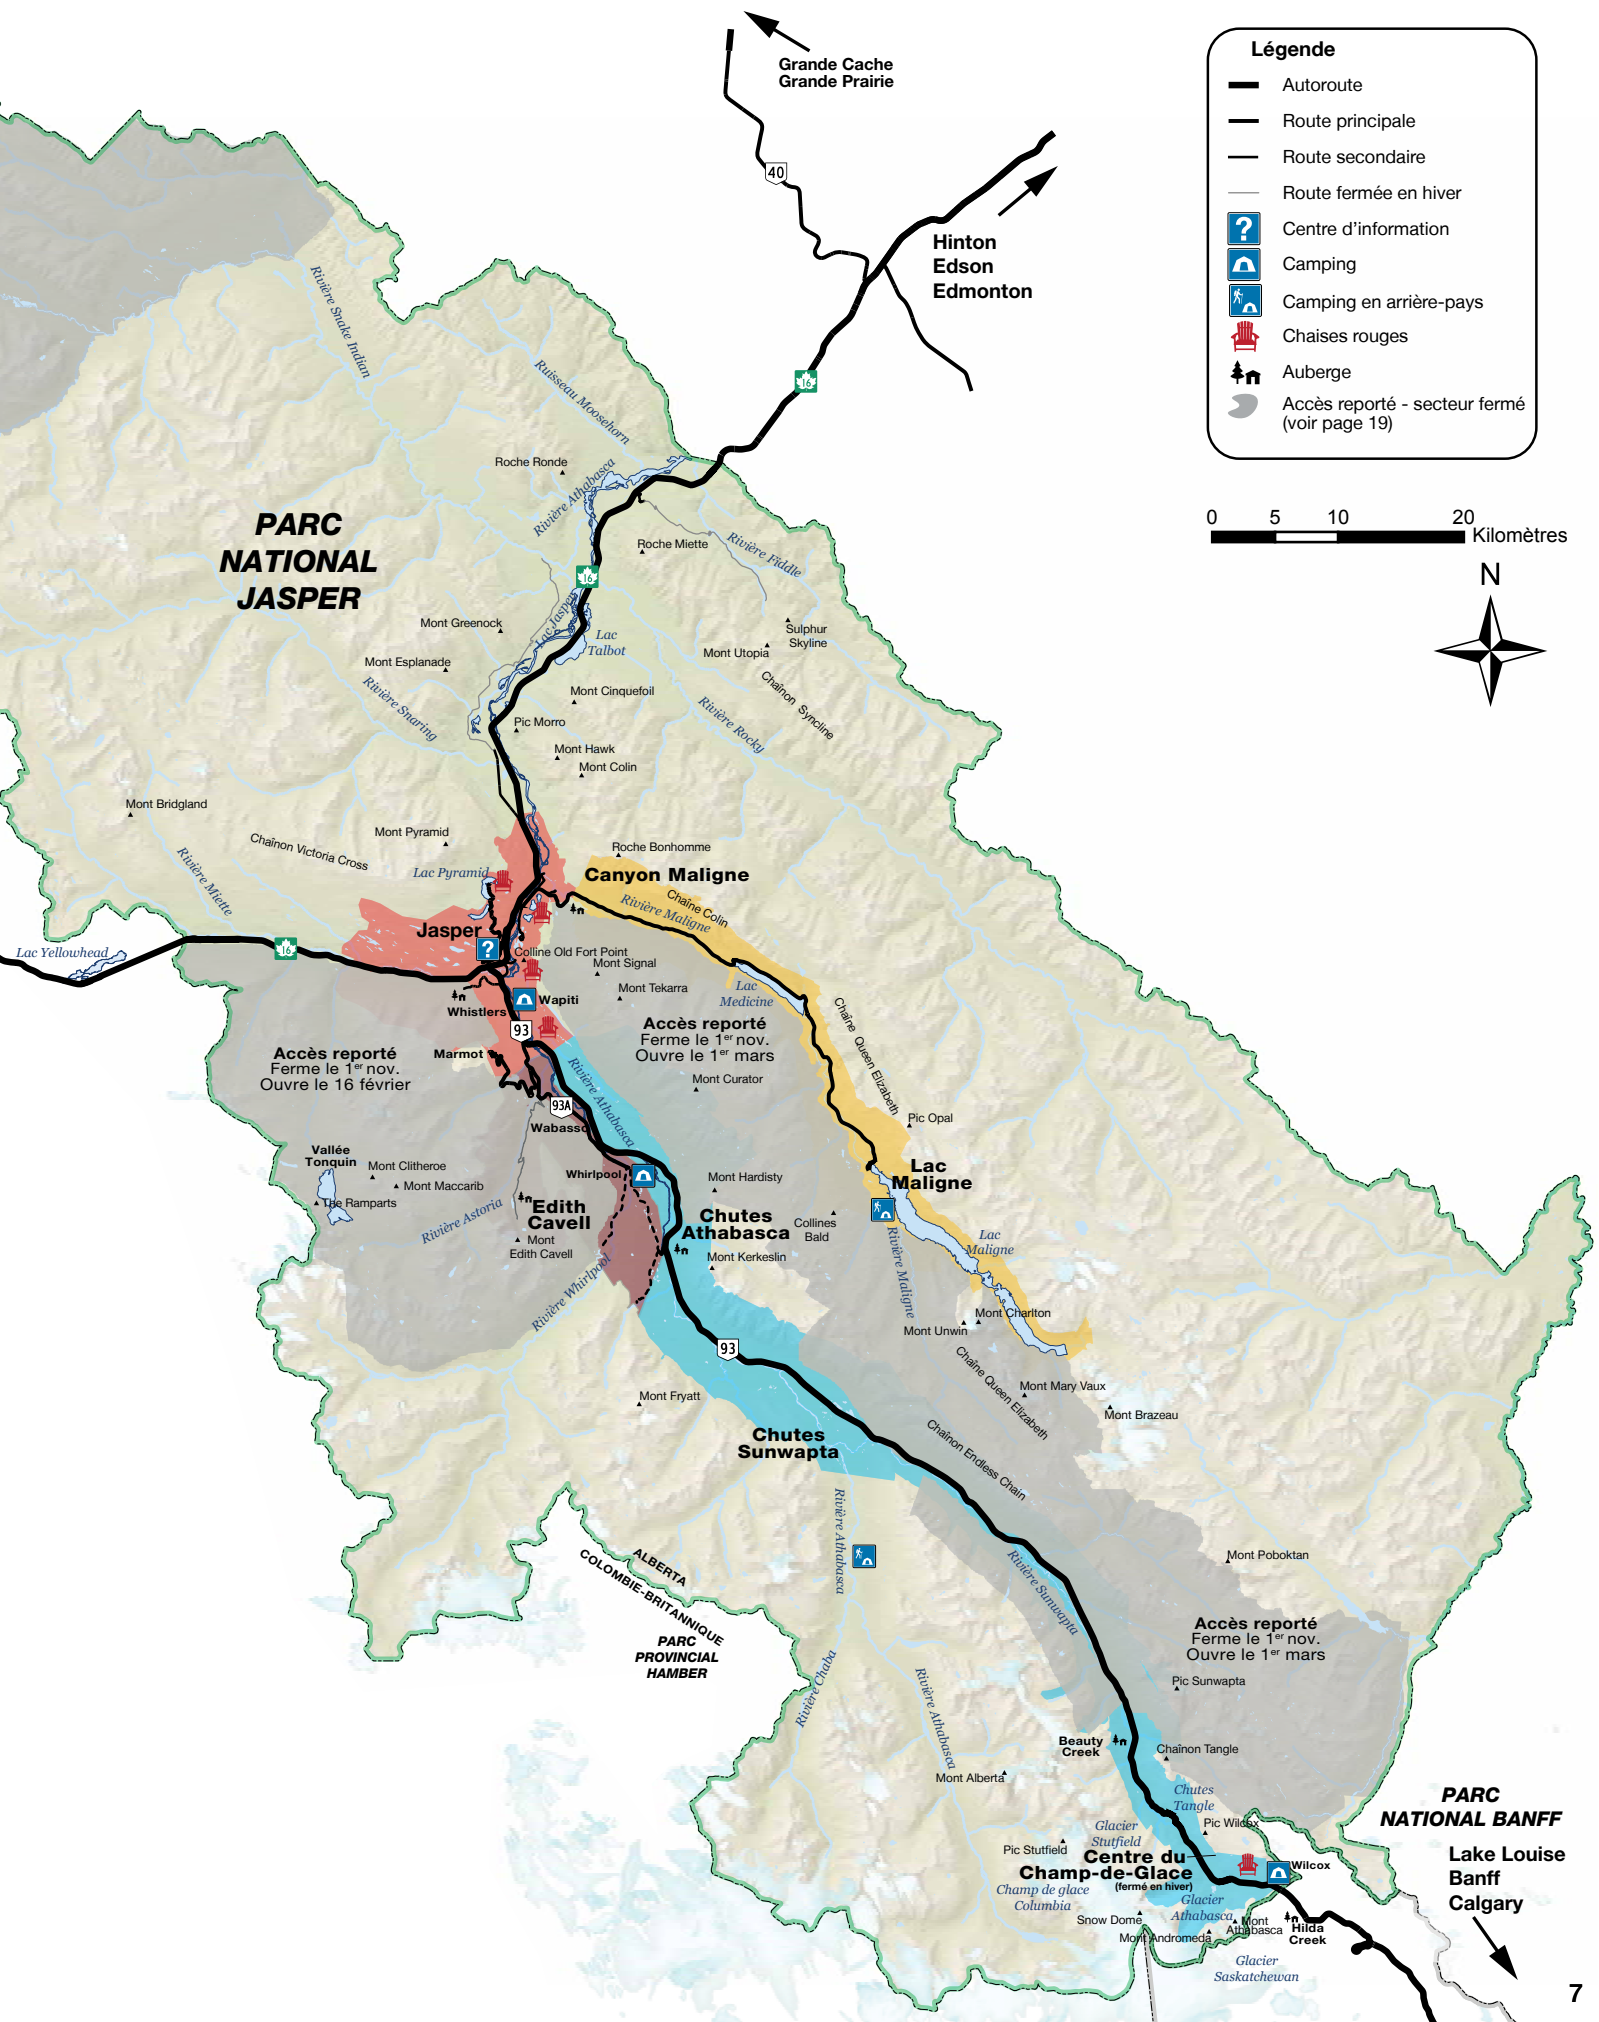 Grande Cache
Grande Prairie
40
Hinton
Edson
Edmonton
16
Légende
Autoroute
Route principale
Route secondaire
Route fermée en hiver
?
Centre d'information
Camping
Camping en arrière-pays
Chaises rouges
Auberge
Accès reporté - secteur fermé
(voir page 19)
0 5 10 20
Kilomètres
N
PARC
NATIONAL
JASPER
Rivière Snake Indian
Ruisseau Moosehorn
Roche Ronde
Rivière Athabasca
Roche Miette
Rivière Fiddle
16
Lac Jasper
Mont Greenock
Lac
Talbot
Sulphur
Skyline
Mont Utopia
Mont Esplanade
Rivière Snaring
Mont Cinquefoil
Chaînon Syncline
Pic Morro
Rivière Rocky
Mont Hawk
Mont Colin
Mont Bridgland
Mont Pyramid
Chaînon Victoria Cross
Rivière Miette
Lac Pyramid
Roche Bonhomme
Canyon Maligne
Chaîne Colin
Rivière Maligne
Jasper
?
Lac Yellowhead
16
Colline Old Fort Point
Mont Signal
Mont Tekarra
Lac
Medicine
Wapiti
Whistlers
93
Marmot
Accès reporté
Ferme le 1er nov.
Ouvre le 16 février
Accès reporté
Ferme le 1er nov.
Ouvre le 1er mars
Mont Curator
Chaîne Queen Elizabeth
Pic Opal
Rivière Athabasca
93A
Wabasso
Vallée
Tonquin
Mont Clitheroe
Mont Maccarib
The Ramparts
Rivière Astoria
Whirlpool
Edith
Cavell
Mont
Edith Cavell
Rivière Whirlpool
Mont Hardisty
Chutes
Athabasca
Mont Kerkeslin
Collines
Bald
Lac
Maligne
Lac
Maligne
Rivière Maligne
Mont Charlton
Mont Unwin
Chaîne Queen Elizabeth
Mont Mary Vaux
Mont Brazeau
93
Mont Fryatt
Chutes
Sunwapta
Chaînon Endless Chain
Rivière Athabasca
Rivière Sunwapta
Mont Poboktan
ALBERTA
COLOMBIE-BRITANNIQUE
PARC
PROVINCIAL
HAMBER
Accès reporté
Ferme le 1er nov.
Ouvre le 1er mars
Pic Sunwapta
Rivière Chaba
Rivière Athabasca
Beauty
Creek
Chaînon Tangle
Mont Alberta
Chutes
Tangle
Pic Wilcox
Glacier
Stutfield
Pic Stutfield
Centre du
Champ-de-Glace
(fermé en hiver)
Champ de glace
Columbia
Wilcox
Glacier
Athabasca
Snow Dome
Mont
Athabasca
Mont Andromeda
Hilda
Creek
Glacier
Saskatchewan
PARC
NATIONAL BANFF
Lake Louise
Banff
Calgary
7